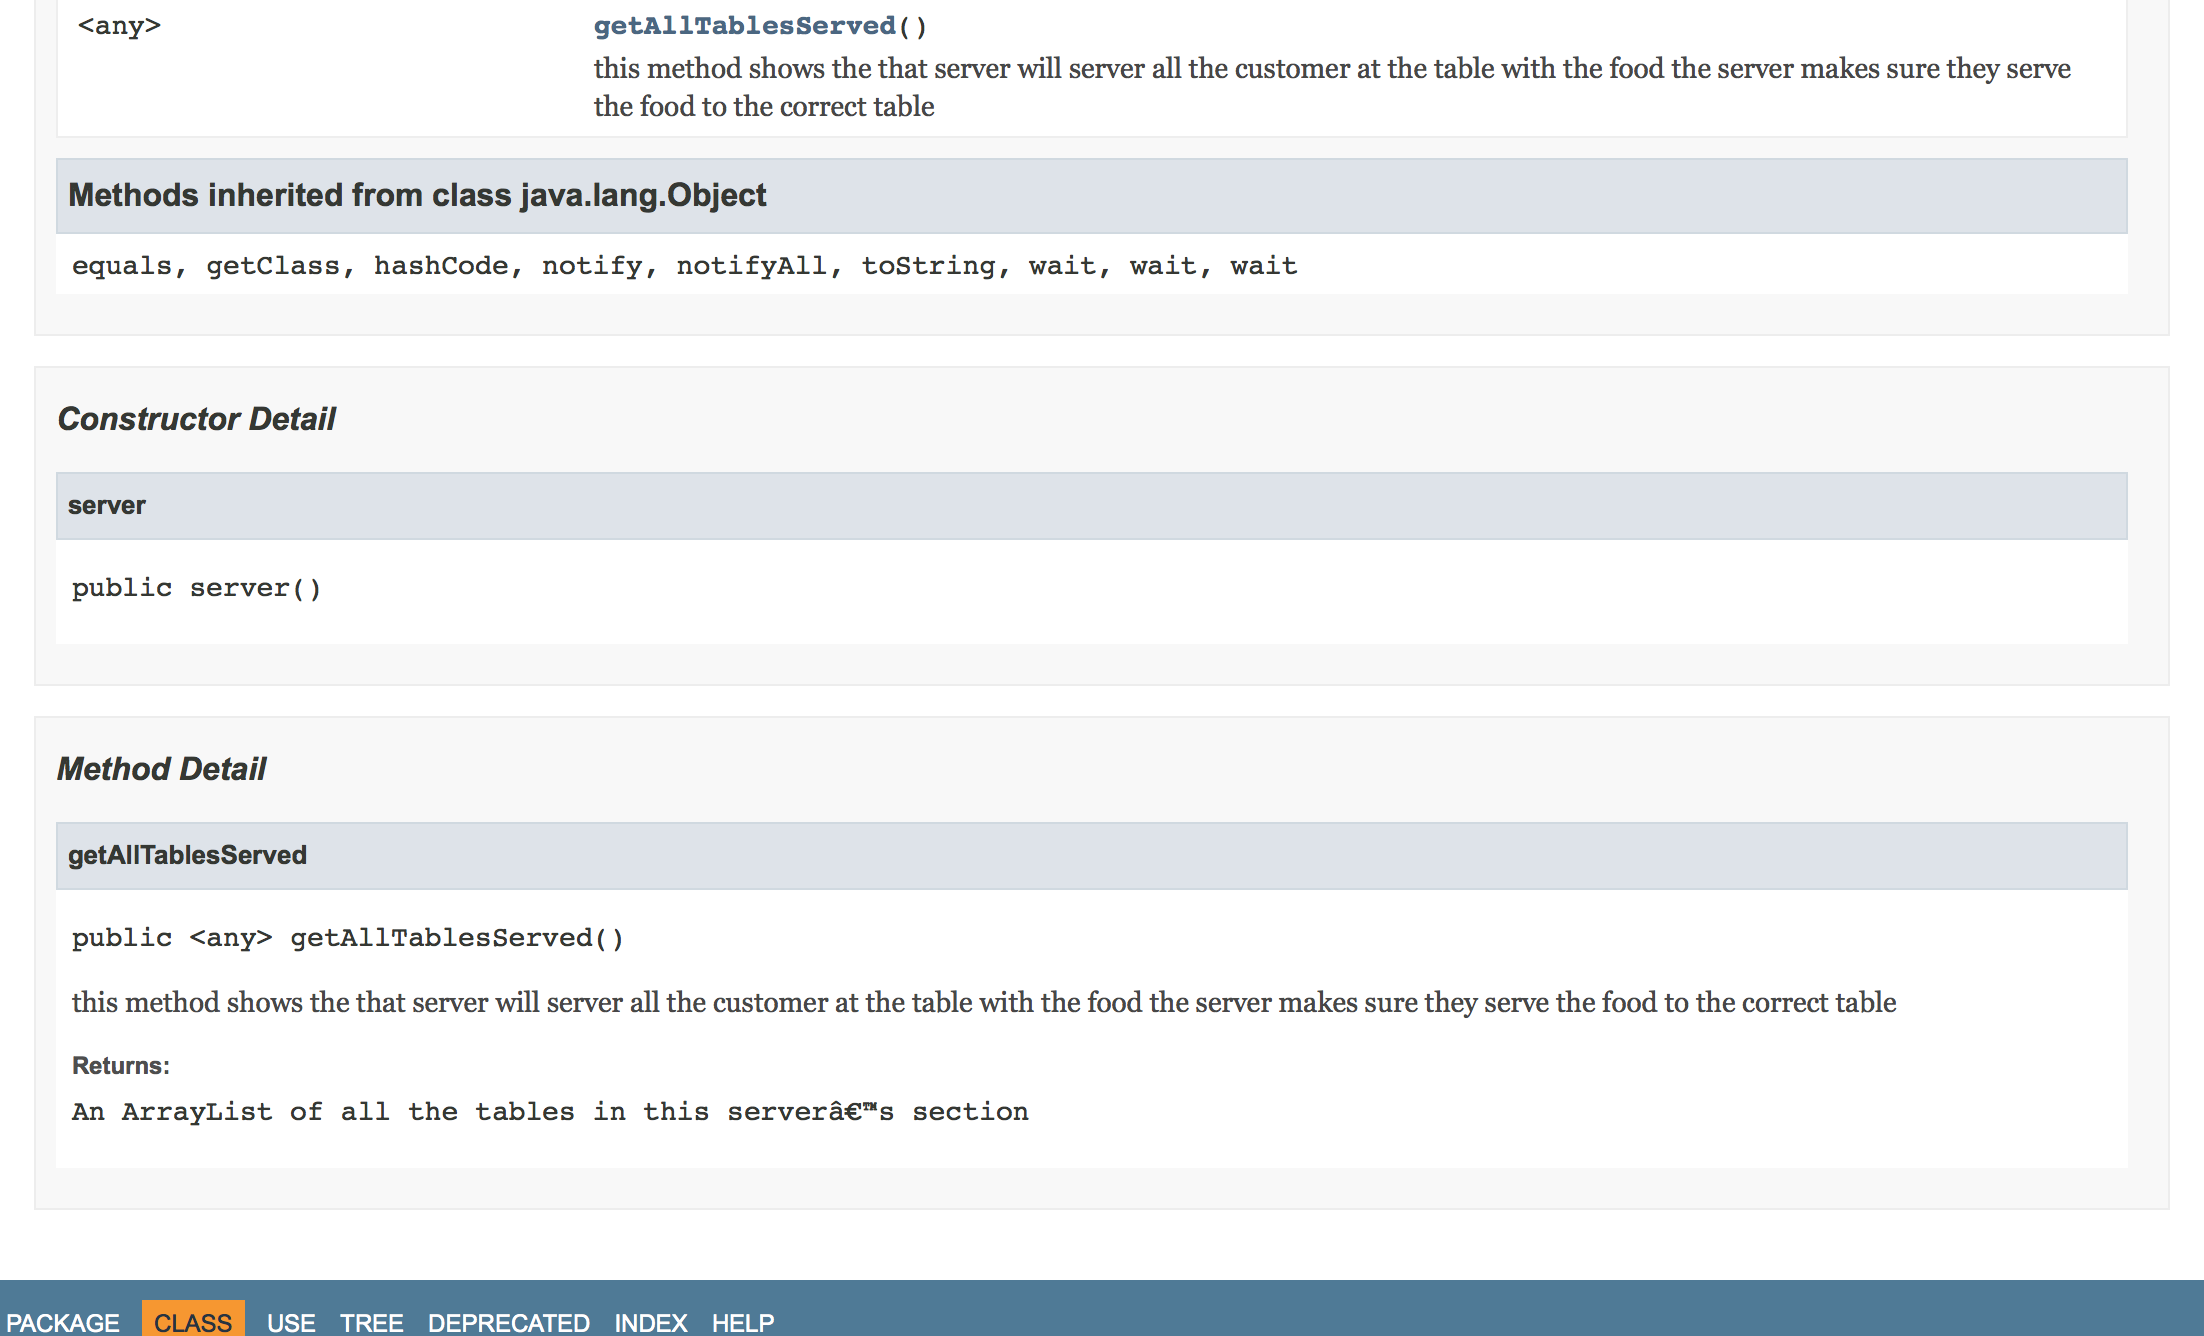 <any> getAllTablesServed()
this method shows the that server will server all the customer at the table with the food the server makes sure they serve
the food to the correct table
Methods inherited from class java.lang.Object
equals, getClass, hashCode, notify, notifyAll, toString, wait, wait, wait
Constructor Detail
server
public server()
Method Detail
getAllTablesServed
public <any> getAllTablesServed()
this method shows the that server will server all the customer at the table with the food the server makes sure they serve the food to the correct table
Returns:
An ArrayList of all the tables in this serverâ€™s section
PACKAGE CLASS USE TREE DEPRECATED INDEX HELP